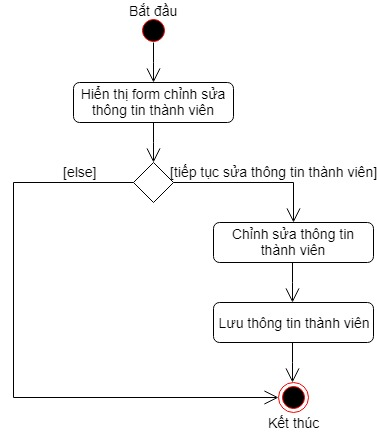 Bắt đầu
Hiển thị form chỉnh sửa
thông tin thành viên
[else]
[tiếp tục sửa thông tin thành viên]
Chỉnh sửa thông tin
thành viên
Lưu thông tin thành viên
Kết thúc